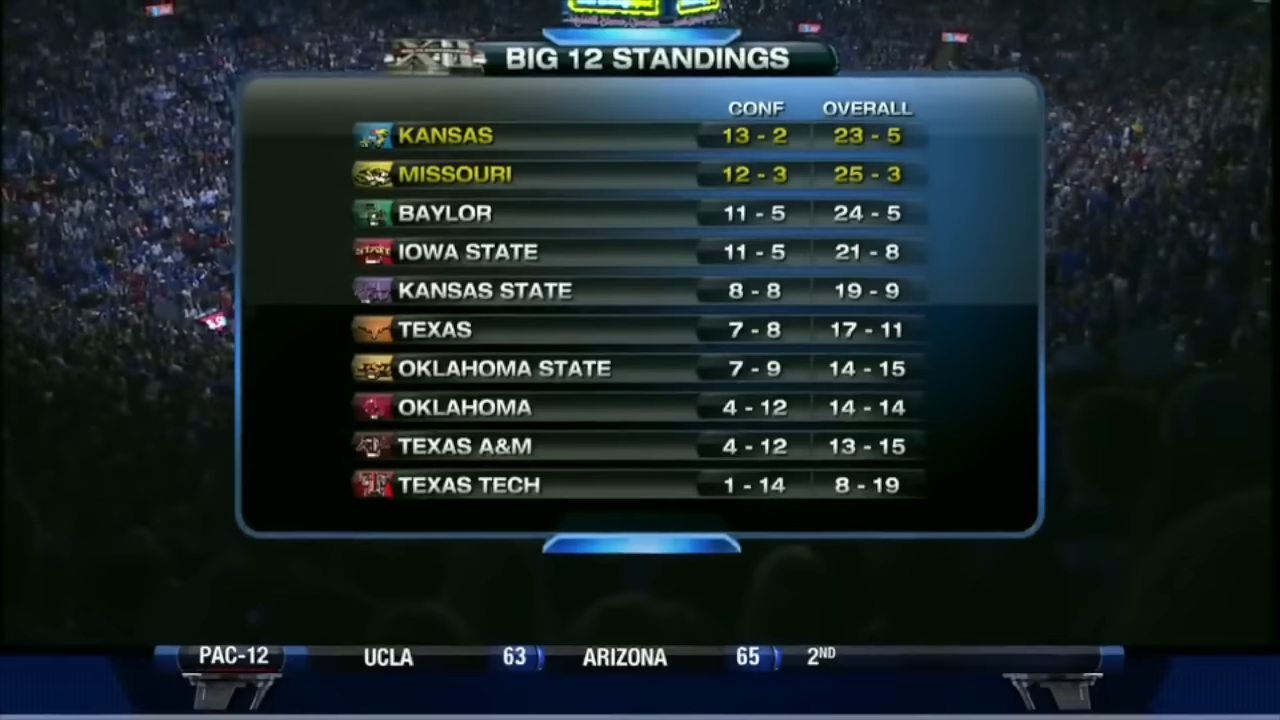 BIG 12 STANDINGS
CONF OVERALL
KANSAS 13 - 2 23 - 5
MISSOURI 12 - 3 25 - 3
BAYLOR 11 - 5 24 - 5
IOWA STATE 11 - 5 21 - 8
KANSAS STATE 8 - 8 19 - 9
TEXAS 7 - 8 17 - 11
OKLAHOMA STATE 7 - 9 14 - 15
OKLAHOMA 4 - 12 14 - 14
TEXAS A&M 4 - 12 13 - 15
TEXAS TECH 1 - 14 8 - 19
PAC-12 UCLA 63 ARIZONA 65 2ND